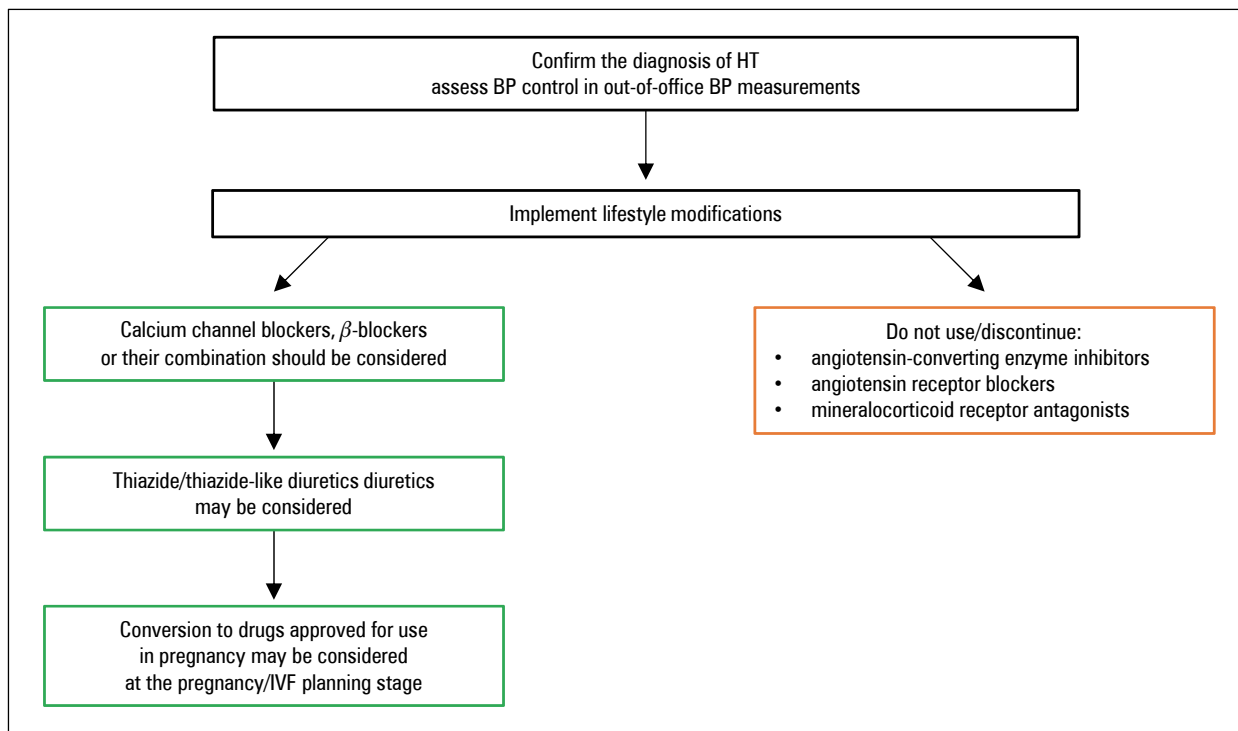 Confirm the diagnosis of HT
assess BP control in out-of-office BP measurements
Implement lifestyle modifications
Calcium channel blockers, β-blockers
or their combination should be considered
Do not use/discontinue:
• angiotensin-converting enzyme inhibitors
• angiotensin receptor blockers
• mineralocorticoid receptor antagonists
Thiazide/thiazide-like diuretics diuretics
may be considered
Conversion to drugs approved for use
in pregnancy may be considered
at the pregnancy/IVF planning stage